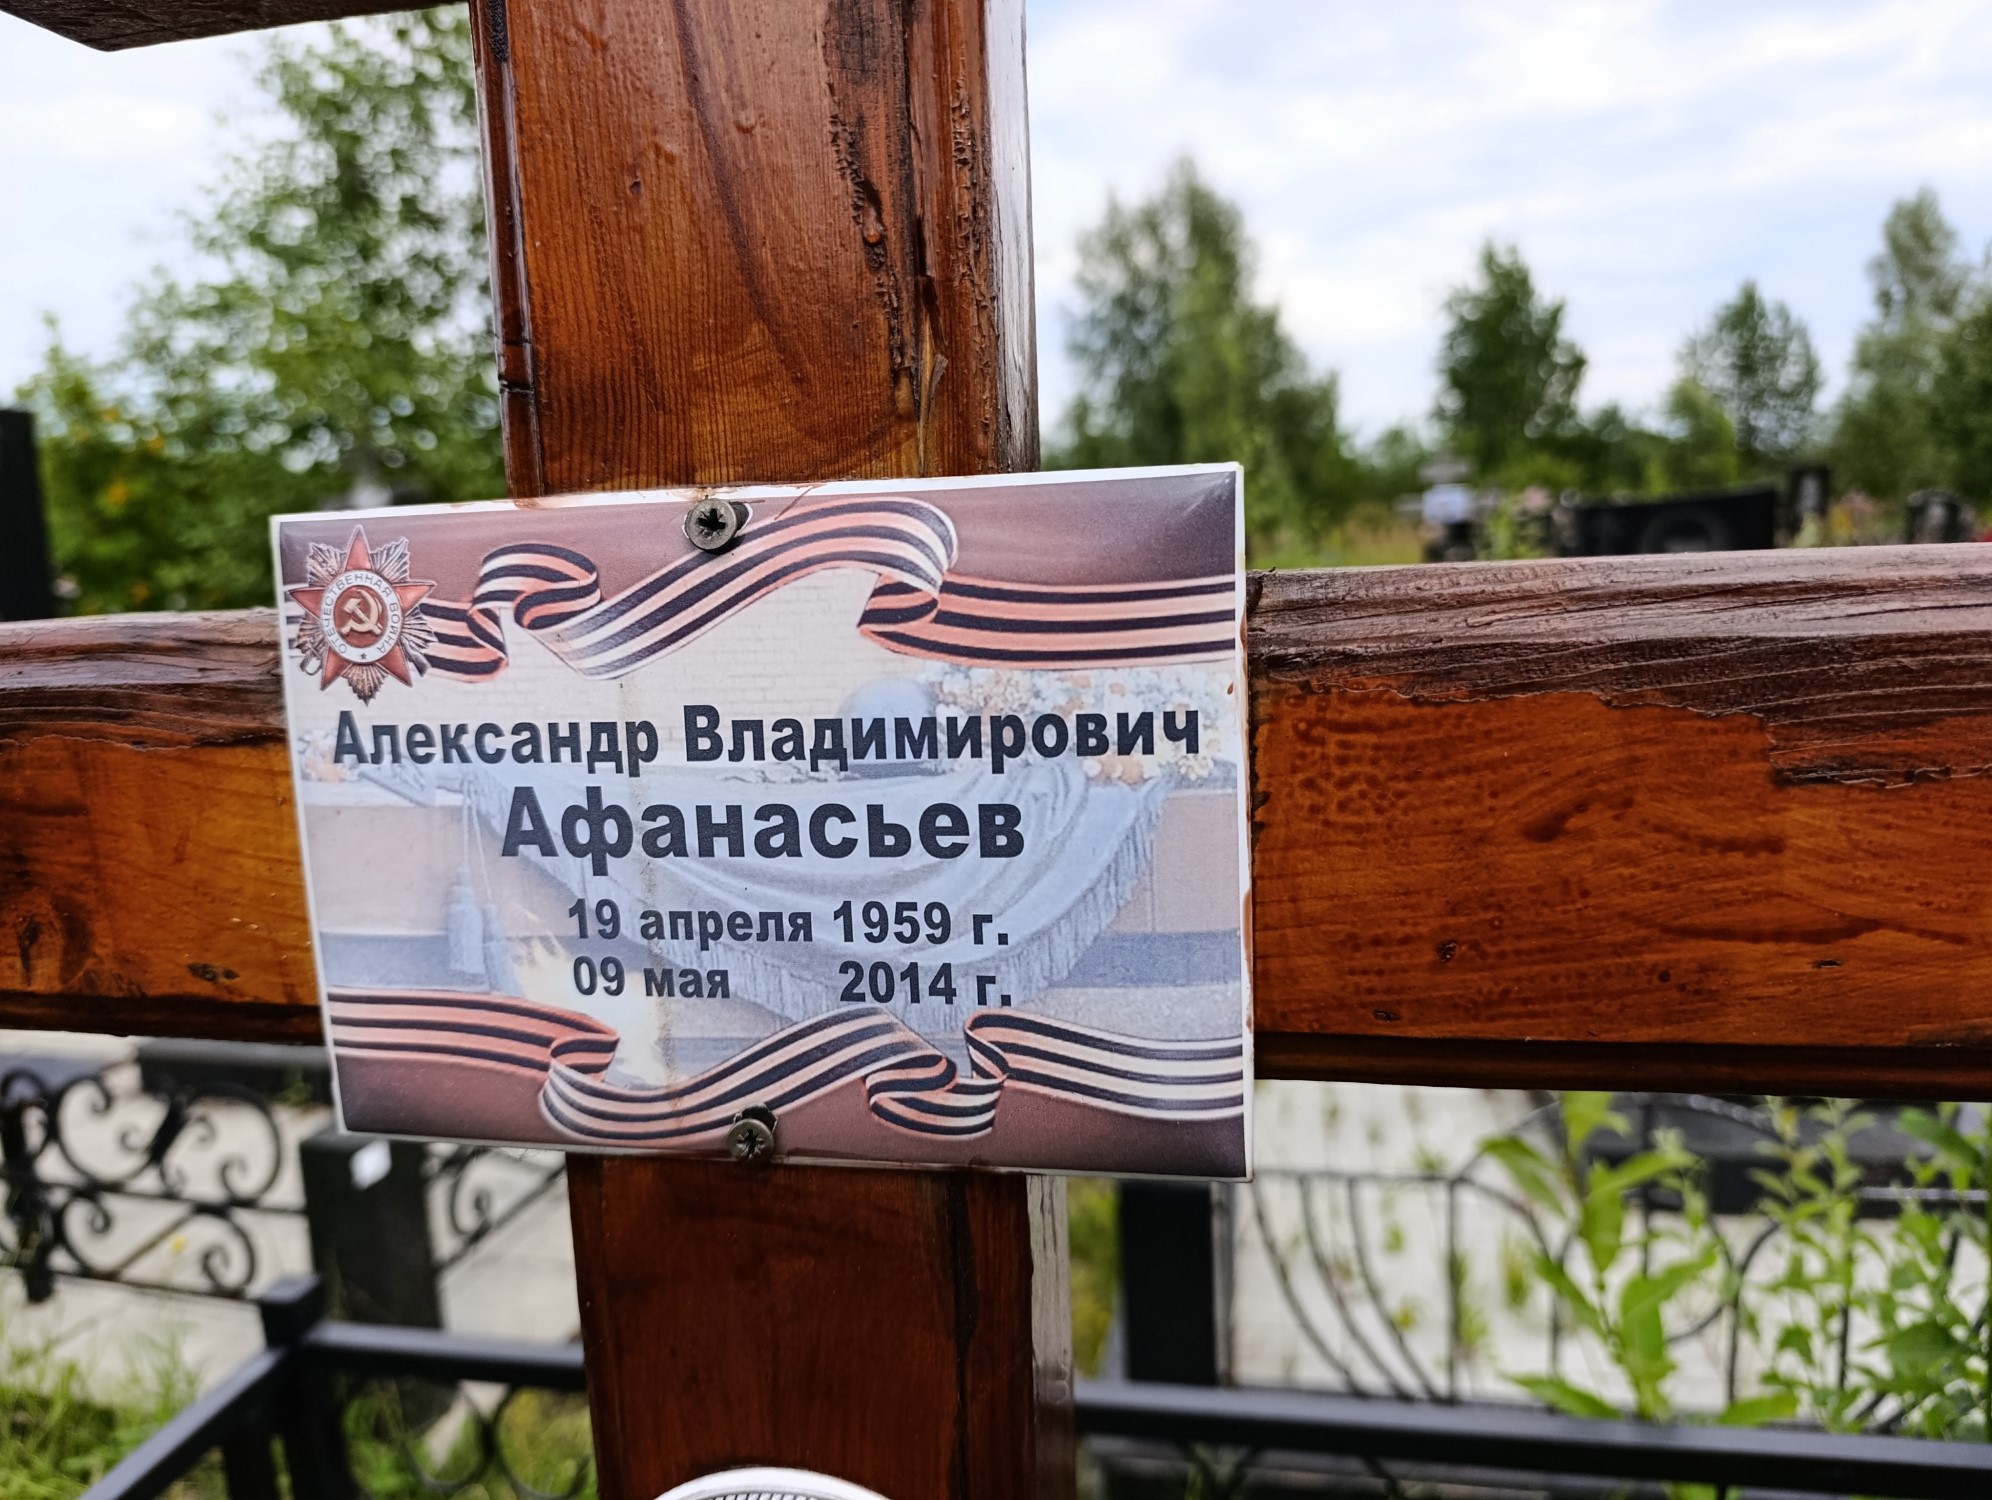 ОТЕЧЕСТВЕННАЯ ВОЙНА
Александр Владимирович
Афанасьев
19 апреля 1959 г.
09 мая 2014 г.